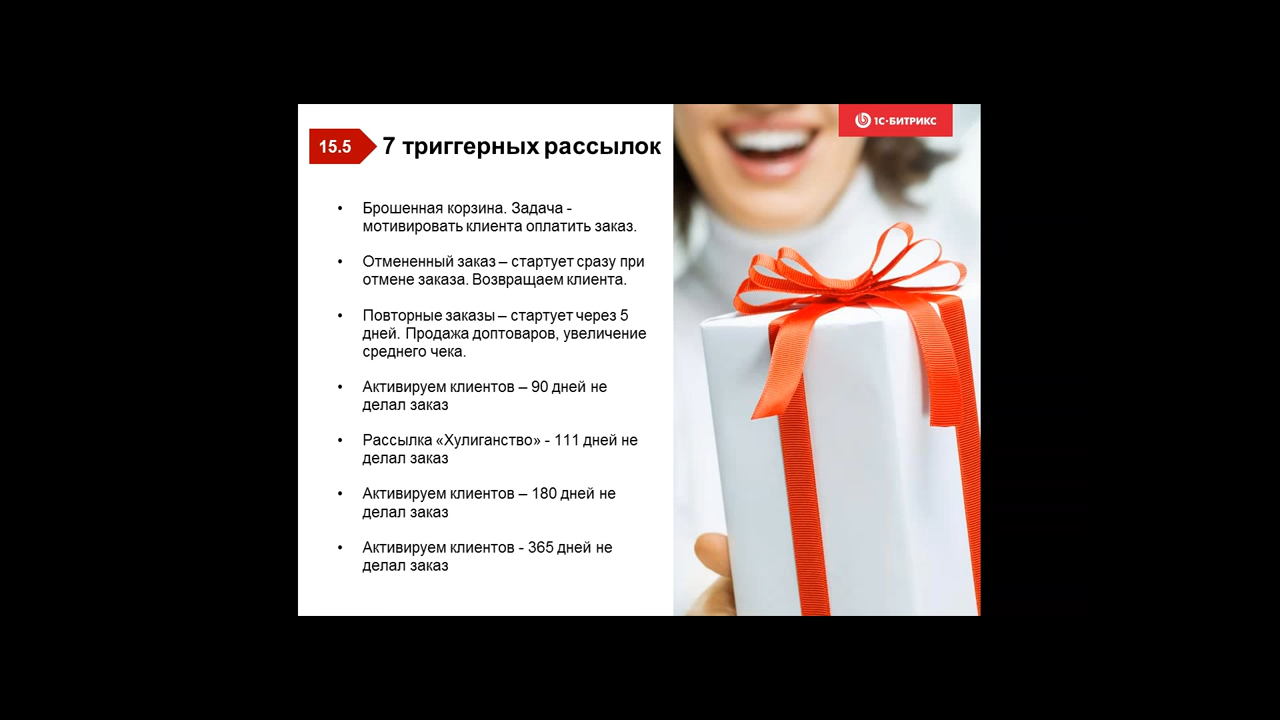 15.5
7 триггерных рассылок
1С·БИТРИКС
• Брошенная корзина. Задача -
мотивировать клиента оплатить заказ.
• Отмененный заказ – стартует сразу при
отмене заказа. Возвращаем клиента.
• Повторные заказы – стартует через 5
дней. Продажа доптоваров, увеличение
среднего чека.
• Активируем клиентов – 90 дней не
делал заказ
• Рассылка «Хулиганство» - 111 дней не
делал заказ
• Активируем клиентов – 180 дней не
делал заказ
• Активируем клиентов - 365 дней не
делал заказ